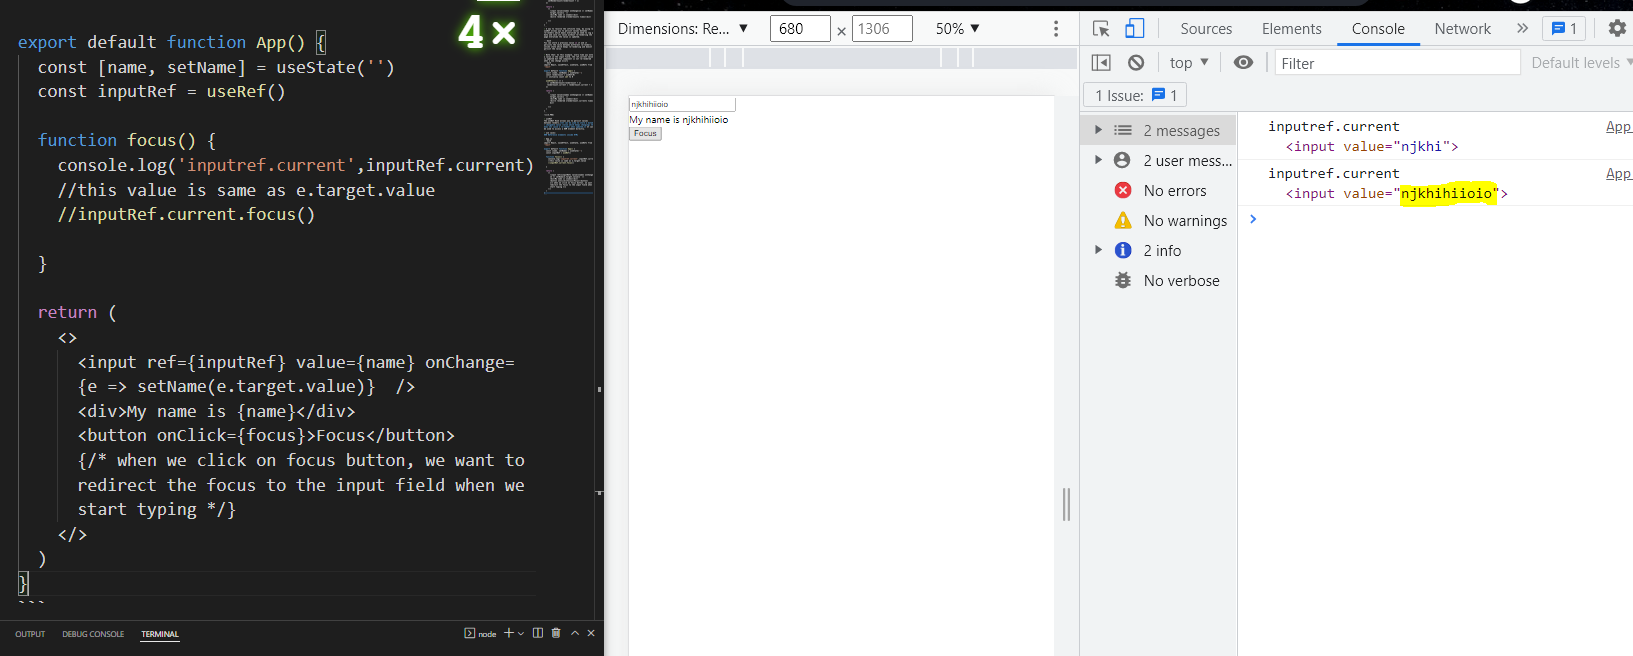 4×
export default function App() {
const [name, setName] = useState('')
const inputRef = useRef()
function focus() {
console.log('inputref.current',inputRef.current)
//this value is same as e.target.value
//inputRef.current.focus()
}
return (
<>
<input ref={inputRef} value={name} onChange=
{e => setName(e.target.value)}  />
<div>My name is {name}</div>
<button onClick={focus}>Focus</button>
{/* when we click on focus button, we want to
redirect the focus to the input field when we
start typing */}
</>
)
}
```
OUTPUT DEBUG CONSOLE TERMINAL node
Dimensions: Re... ▼ 680 × 1306 50% ▼
njkhihiioio
My name is njkhihiioio
Focus
Sources Elements Console Network » 1
top ▼ Filter Default levels ▼
1 Issue: 1
2 messages
2 user mess...
No errors
No warnings
2 info
No verbose
inputref.current App
<input value="njkhi">
inputref.current App
<input value="njkhihiioio">